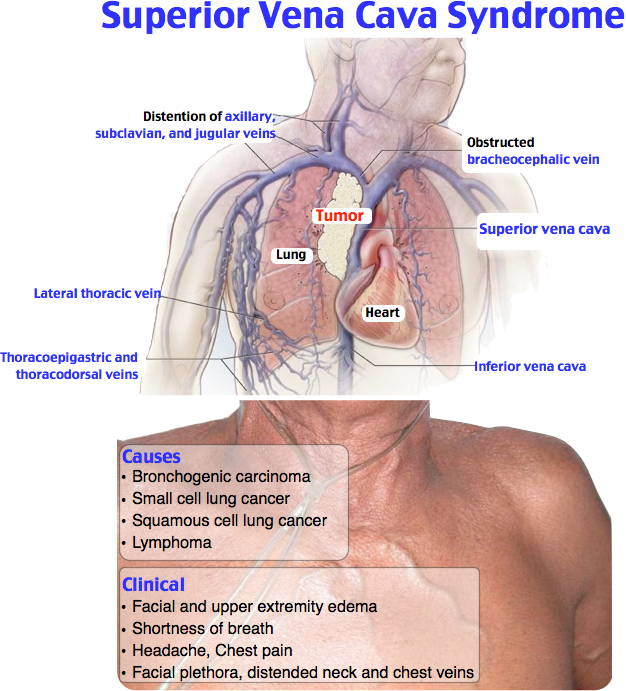 Superior Vena Cava Syndrome
Distention of axillary,
subclavian, and jugular veins
Obstructed
bracheocephalic vein
Tumor
Superior vena cava
Lung
Lateral thoracic vein
Heart
Thoracoepigastric and
thoracodorsal veins
Inferior vena cava
Causes
• Bronchogenic carcinoma
• Small cell lung cancer
• Squamous cell lung cancer
• Lymphoma
Clinical
• Facial and upper extremity edema
• Shortness of breath
• Headache, Chest pain
• Facial plethora, distended neck and chest veins